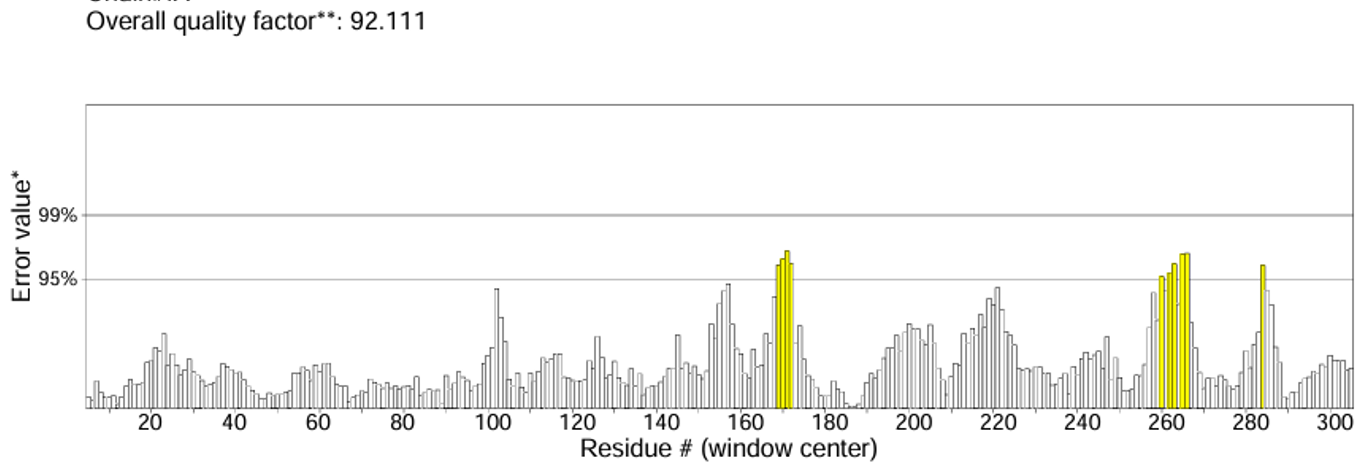 Overall quality factor**: 92.111
Error value*
99%
95%
20 40 60 80 100 120 140 160 180 200 220 240 260 280 300
Residue # (window center)